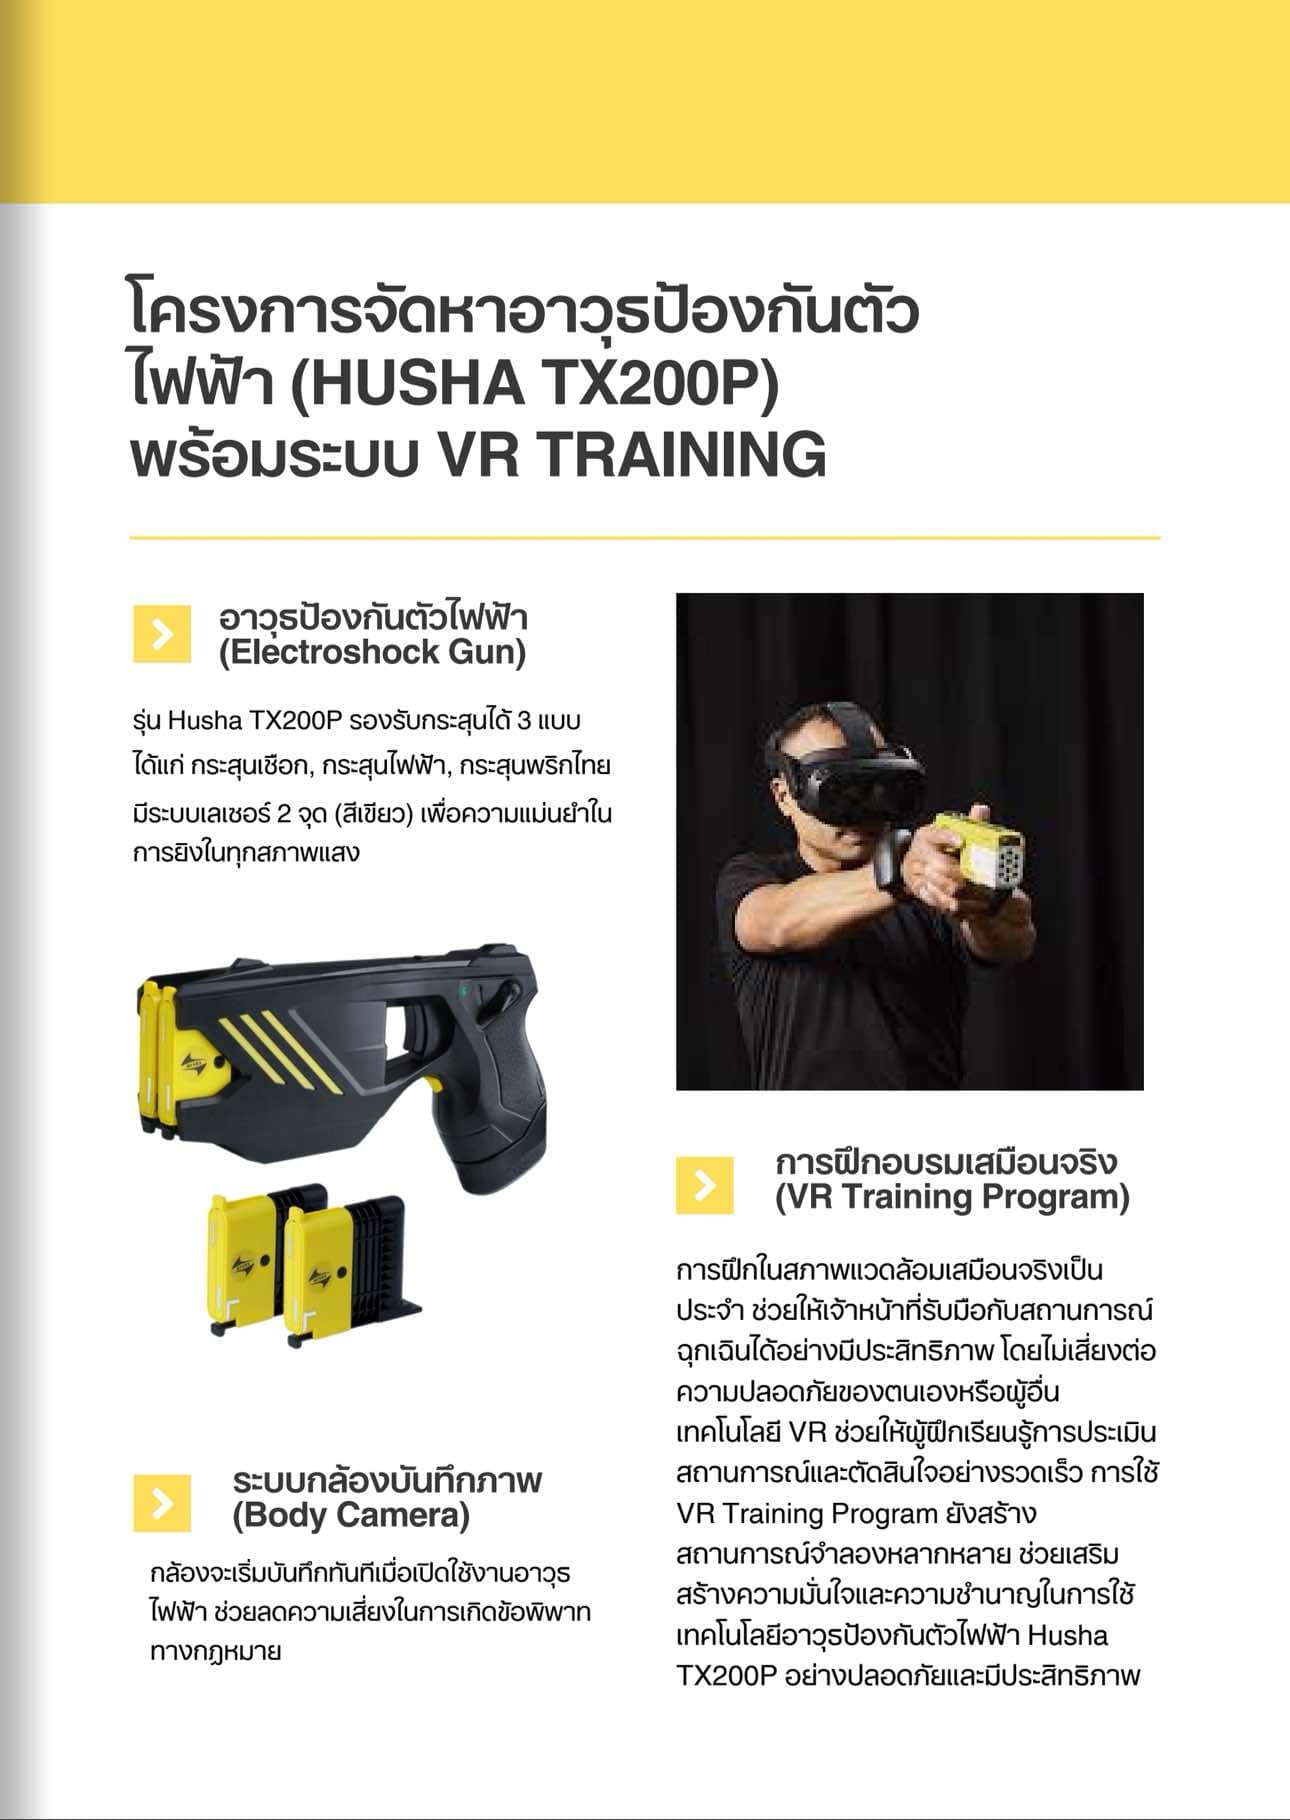 โครงการจัดหาอาวุธป้องกันตัว
ไฟฟ้า (HUSHA TX200P)
พร้อมระบบ VR TRAINING
อาวุธป้องกันตัวไฟฟ้า
(Electroshock Gun)
รุ่น Husha TX200P รองรับกระสุนได้ 3 แบบ
ได้แก่ กระสุนเชือก, กระสุนไฟฟ้า, กระสุนพริกไทย
มีระบบเลเซอร์ 2 จุด (สีเขียว) เพื่อความแม่นยำใน
การยิงในทุกสภาพแสง
ระบบกล้องบันทึกภาพ
(Body Camera)
กล้องจะเริ่มบันทึกทันทีเมื่อเปิดใช้งานอาวุธ
ไฟฟ้า ช่วยลดความเสี่ยงในการเกิดข้อพิพาท
ทางกฎหมาย
การฝึกอบรมเสมือนจริง
(VR Training Program)
การฝึกในสภาพแวดล้อมเสมือนจริงเป็น
ประจำ ช่วยให้เจ้าหน้าที่รับมือกับสถานการณ์
ฉุกเฉินได้อย่างมีประสิทธิภาพ โดยไม่เสี่ยงต่อ
ความปลอดภัยของตนเองหรือผู้อื่น
เทคโนโลยี VR ช่วยให้ผู้ฝึกเรียนรู้การประเมิน
สถานการณ์และตัดสินใจอย่างรวดเร็ว การใช้
VR Training Program ยังสร้าง
สถานการณ์จำลองหลากหลาย ช่วยเสริม
สร้างความมั่นใจและความชำนาญในการใช้
เทคโนโลยีอาวุธป้องกันตัวไฟฟ้า Husha
TX200P อย่างปลอดภัยและมีประสิทธิภาพ